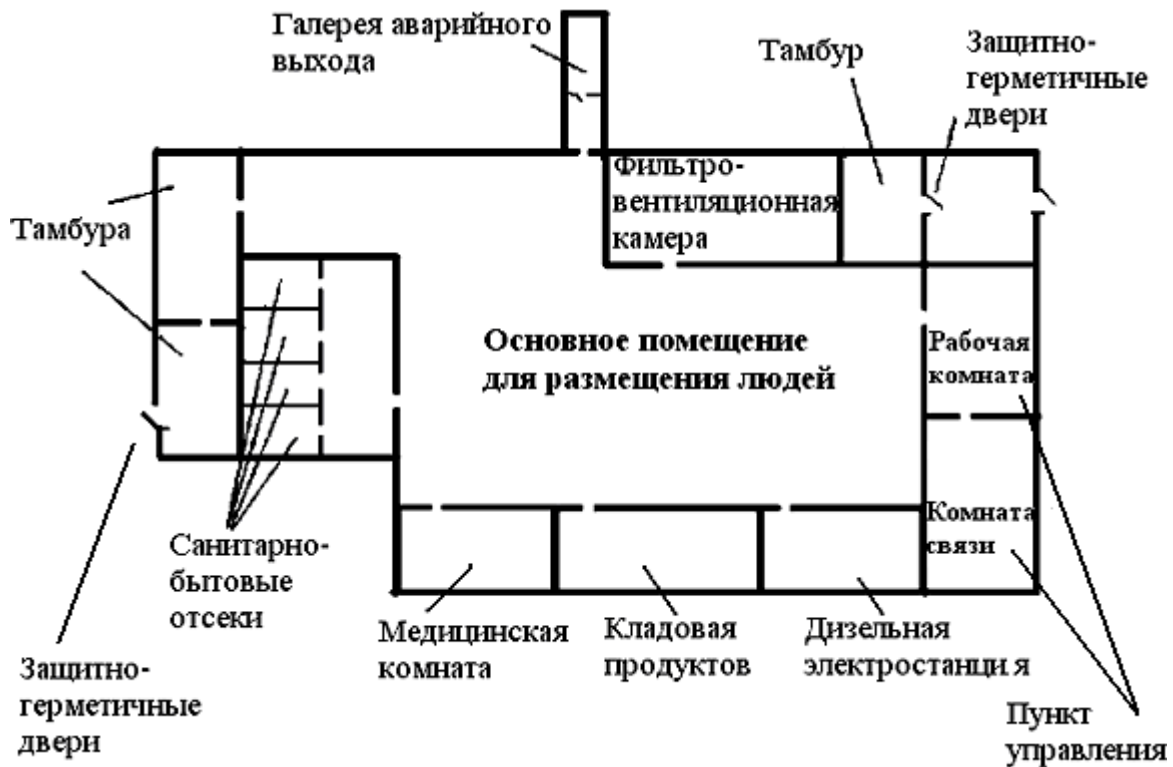 Галерея аварийного
выхода
Тамбур
Защитно-
герметичные
двери
Фильтро-
вентиляционная
камера
Тамбура
Основное помещение
для размещения людей
Рабочая
комната
Комната
связи
Санитарно-
бытовые
отсеки
Медицинская
комната
Кладовая
продуктов
Дизельная
электростанци я
Защитно-
герметичные
двери
Пункт
управления